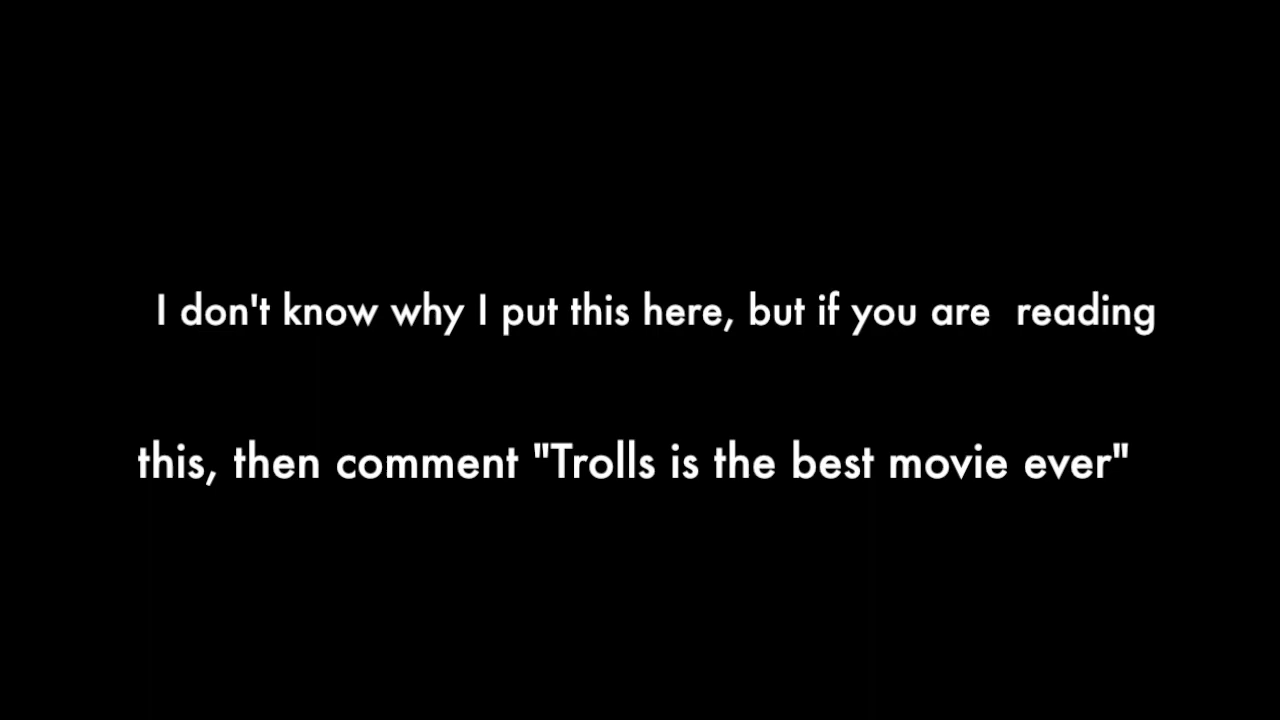 I don't know why I put this here, but if you are  reading
this, then comment "Trolls is the best movie ever"